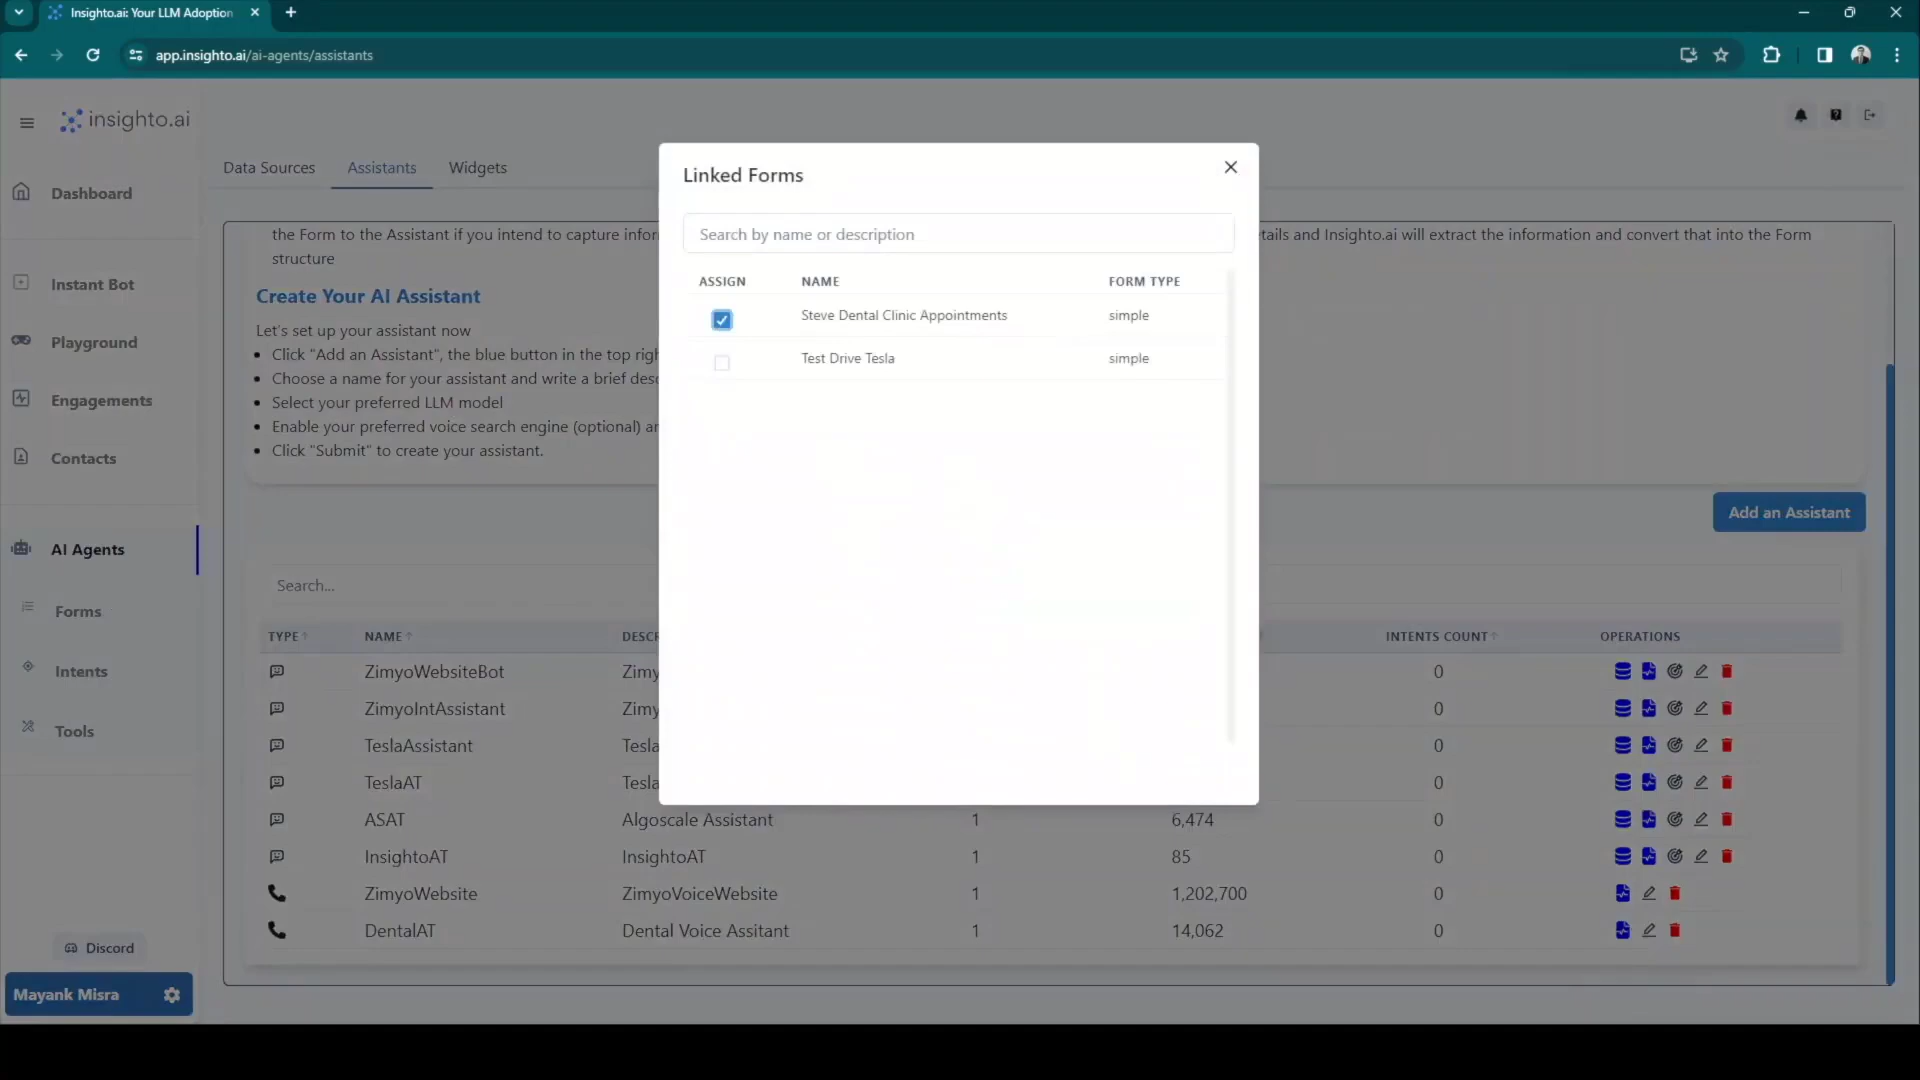 Insighto.ai: Your LLM Adoption
app.insighto.ai/ai-agents/assistants
insighto.ai
Data Sources
Assistants
Widgets
Dashboard
Instant Bot
Playground
Engagements
Contacts
AI Agents
Forms
Intents
Tools
Discord
Mayank Misra
the Form to the Assistant if you intend to capture
and Insighto.ai will extract the information and convert that into the Form
structure
Create Your AI Assistant
Let's set up your assistant now
Click "Add an Assistant", the blue button in the top
Choose a name for your assistant and write a brief
Select your preferred LLM model
Enable your preferred voice search engine (optional)
Click "Submit" to create your assistant.
Add an Assistant
Search...
TYPE NAME INTENTS COUNT OPERATIONS
ZimyoWebsiteBot 0
ZimyoIntAssistant 0
TeslaAssistant Tesla 0
TeslaAT Tesla 0
ASAT Algoscale Assistant 1 6,474 0
InsightoAT InsightoAT 1 85 0
ZimyoWebsite ZimyoVoiceWebsite 1 1,202,700 0
DentalAT Dental Voice Assitant 1 14,062 0
Linked Forms
Search by name or description
ASSIGN NAME FORM TYPE
Steve Dental Clinic Appointments simple
Test Drive Tesla simple